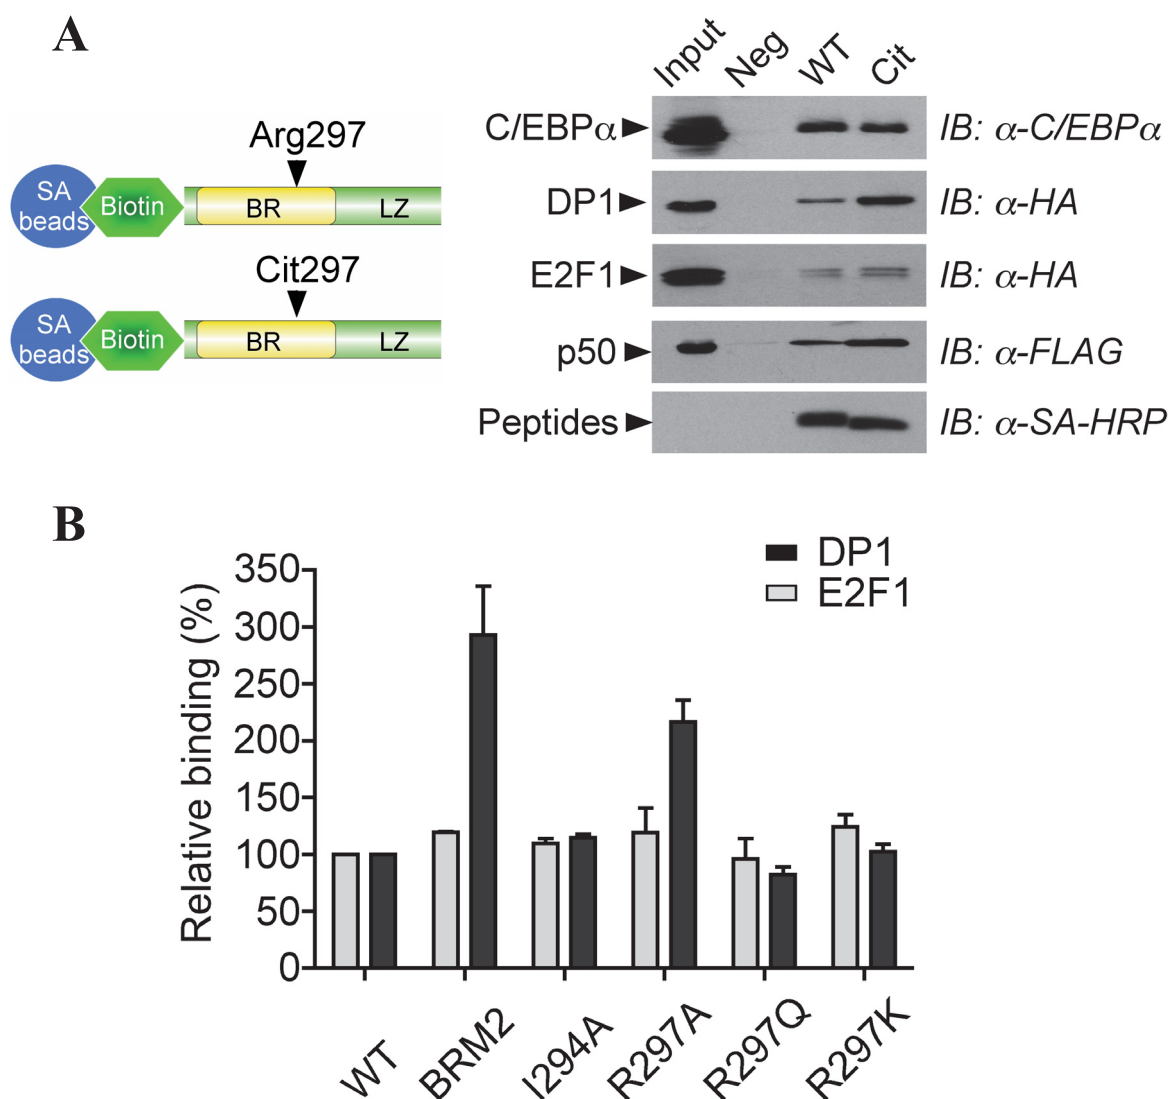 A
Input Neg WT Cit
Arg297
SA beads Biotin BR LZ
Cit297
SA beads Biotin BR LZ
C/EBPα IB: α-C/EBPα
DP1 IB: α-HA
E2F1 IB: α-HA
p50 IB: α-FLAG
Peptides IB: α-SA-HRP
B
DP1
E2F1
Relative binding (%)
350
300
250
200
150
100
50
0
WT BRM2 I294A R297A R297Q R297K